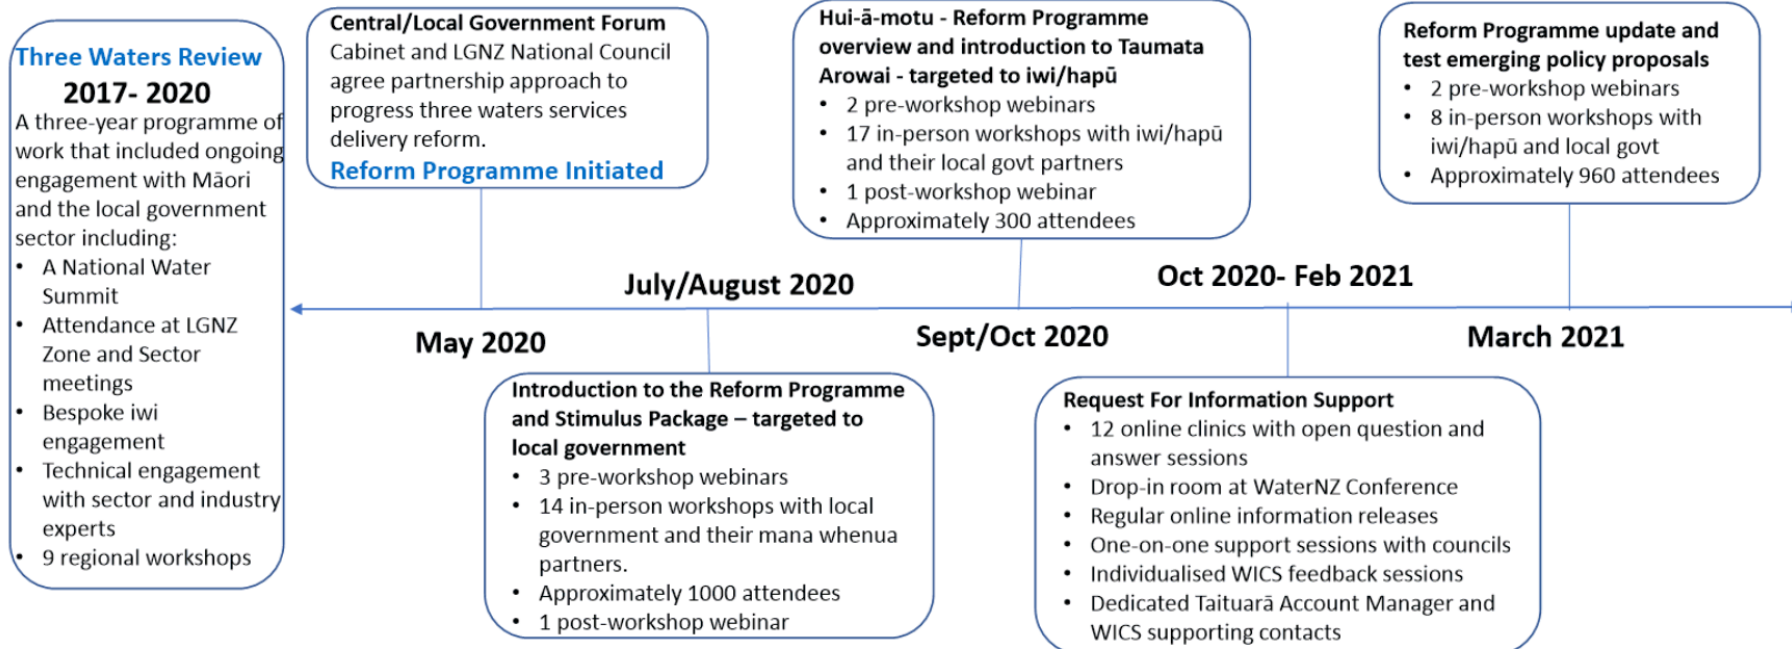 Three Waters Review
2017- 2020
A three-year programme of
work that included ongoing
engagement with Māori
and the local government
sector including:
• A National Water
Summit
• Attendance at LGNZ
Zone and Sector
meetings
• Bespoke iwi
engagement
• Technical engagement
with sector and industry
experts
• 9 regional workshops
Central/Local Government Forum
Cabinet and LGNZ National Council
agree partnership approach to
progress three waters services
delivery reform.
Reform Programme Initiated
May 2020
July/August 2020
Introduction to the Reform Programme
and Stimulus Package – targeted to
local government
• 3 pre-workshop webinars
• 14 in-person workshops with local
government and their mana whenua
partners.
• Approximately 1000 attendees
• 1 post-workshop webinar
Hui-ā-motu - Reform Programme
overview and introduction to Taumata
Arowai - targeted to iwi/hapū
• 2 pre-workshop webinars
• 17 in-person workshops with iwi/hapū
and their local govt partners
• 1 post-workshop webinar
• Approximately 300 attendees
Sept/Oct 2020
Oct 2020- Feb 2021
Request For Information Support
• 12 online clinics with open question and
answer sessions
• Drop-in room at WaterNZ Conference
• Regular online information releases
• One-on-one support sessions with councils
• Individualised WICS feedback sessions
• Dedicated Taituarā Account Manager and
WICS supporting contacts
Reform Programme update and
test emerging policy proposals
• 2 pre-workshop webinars
• 8 in-person workshops with
iwi/hapū and local govt
• Approximately 960 attendees
March 2021